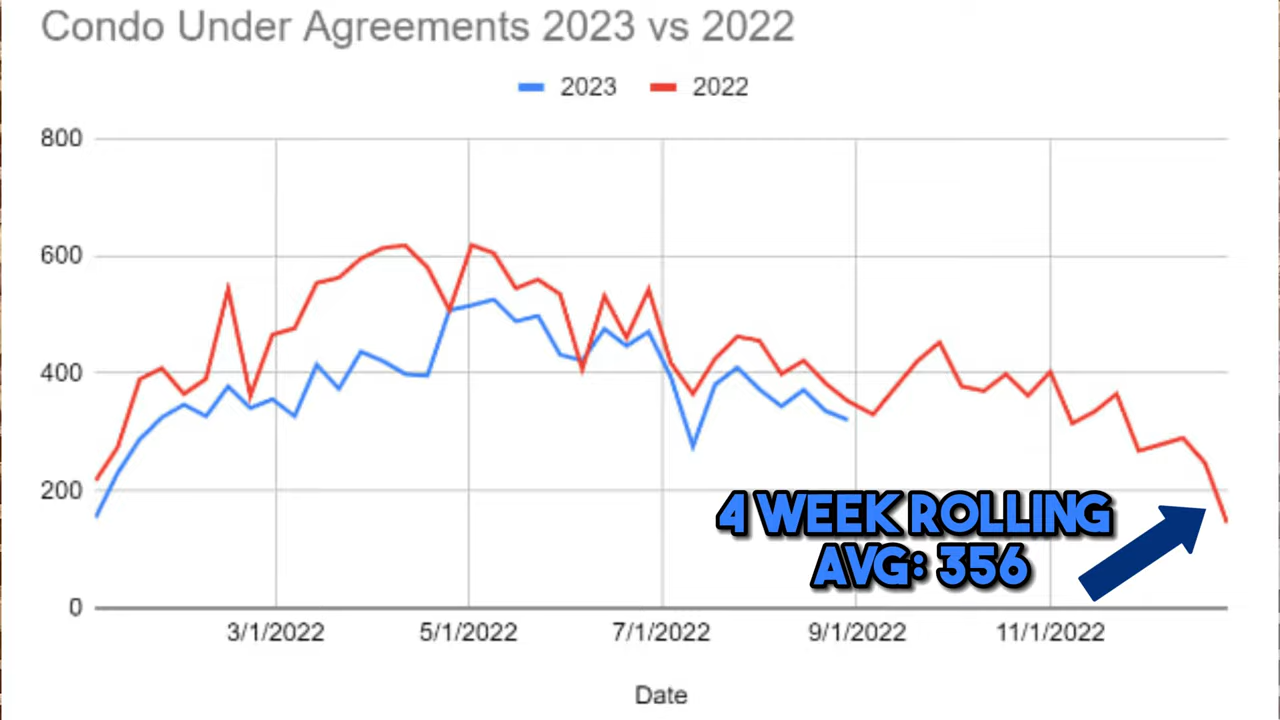 Condo Under Agreements 2023 vs 2022
2023 2022
800
600
400
200
0
4 WEEK ROLLING
AVG: 356
3/1/2022 5/1/2022 7/1/2022 9/1/2022 11/1/2022
Date